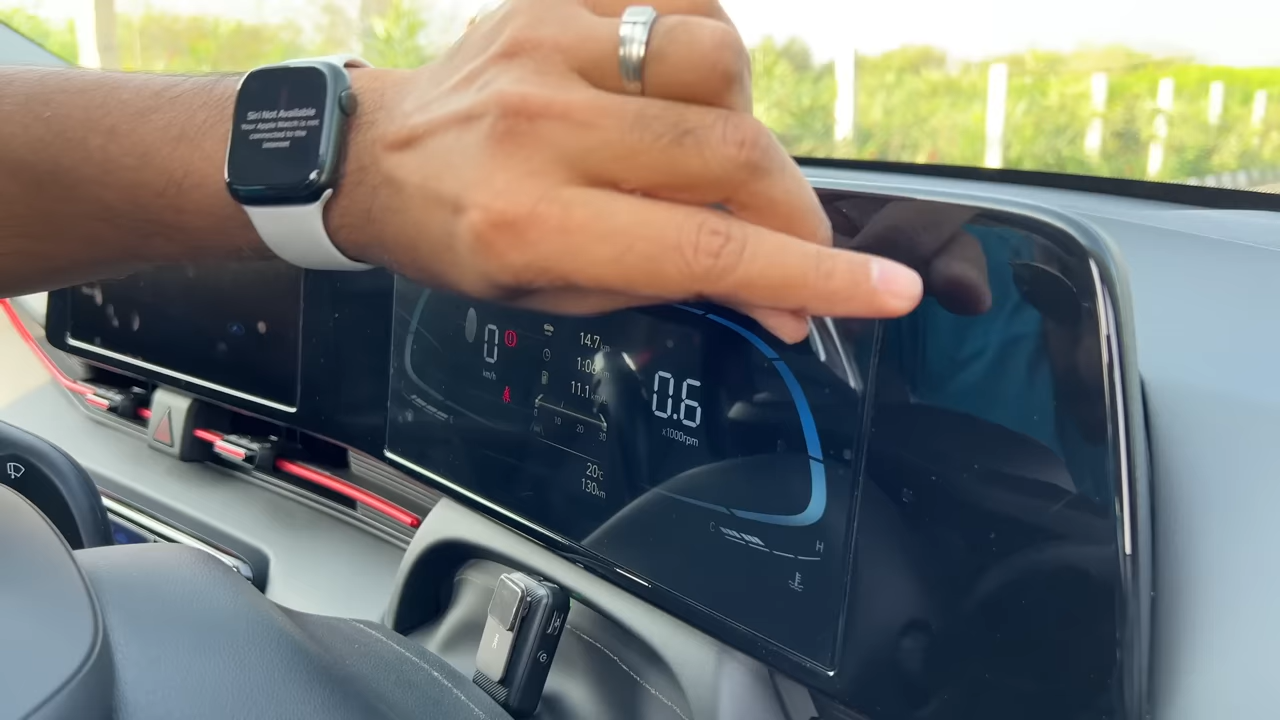 Siri Not Available
Your Apple Watch is not
connected to the
internet
0
km/h
14.7km
1:06
11.1km/L
0 10 20 30
20℃
130km
0.6
x1000rpm
C
H